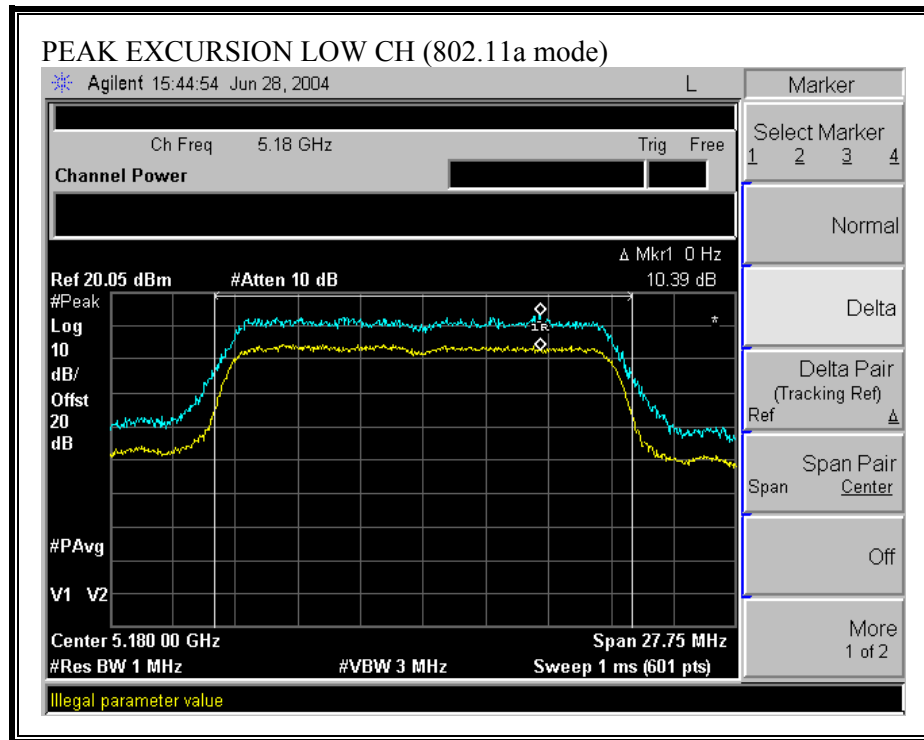 PEAK EXCURSION LOW CH (802.11a mode)
Agilent 15:44:54 Jun 28, 2004 L
Marker
Ch Freq 5.18 GHz Trig Free
Channel Power
Select Marker
1 2 3 4
Normal
Δ Mkr1 0 Hz
Ref 20.05 dBm #Atten 10 dB 10.39 dB
#Peak
Log
10
dB/
Offst
20
dB
1R
*
Delta
Delta Pair
(Tracking Ref)
Ref Δ
Span Pair
Span Center
#PAvg
Off
V1 V2
Center 5.180 00 GHz Span 27.75 MHz
#Res BW 1 MHz #VBW 3 MHz Sweep 1 ms (601 pts)
More
1 of 2
Illegal parameter value